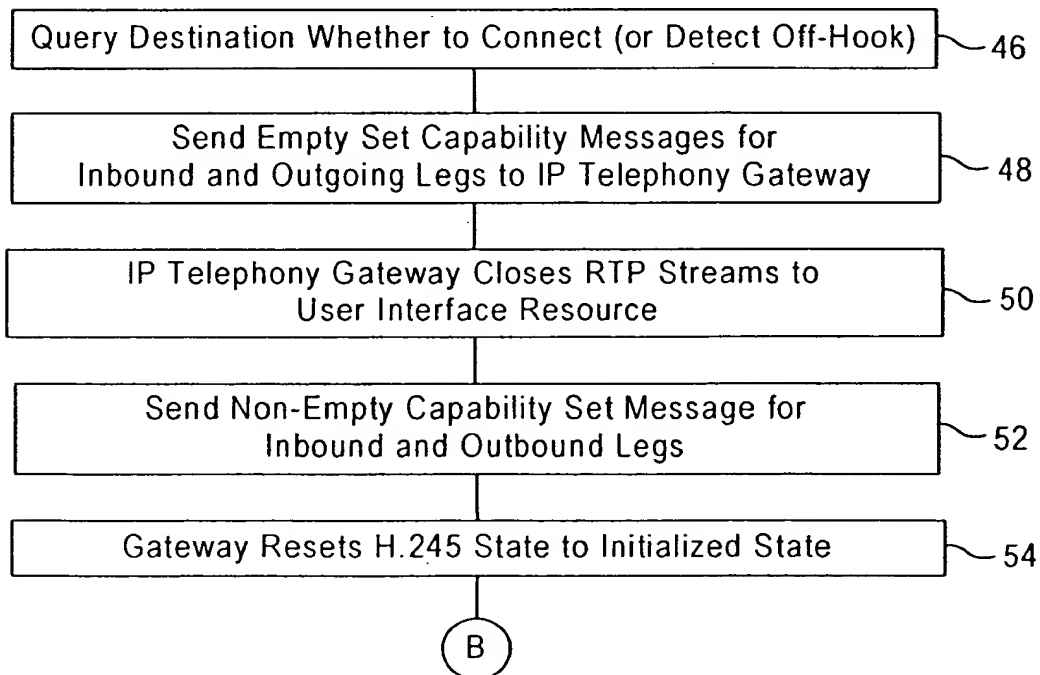 Query Destination Whether to Connect (or Detect Off-Hook)
46
Send Empty Set Capability Messages for
Inbound and Outgoing Legs to IP Telephony Gateway
48
IP Telephony Gateway Closes RTP Streams to
User Interface Resource
50
Send Non-Empty Capability Set Message for
Inbound and Outbound Legs
52
Gateway Resets H.245 State to Initialized State
54
B